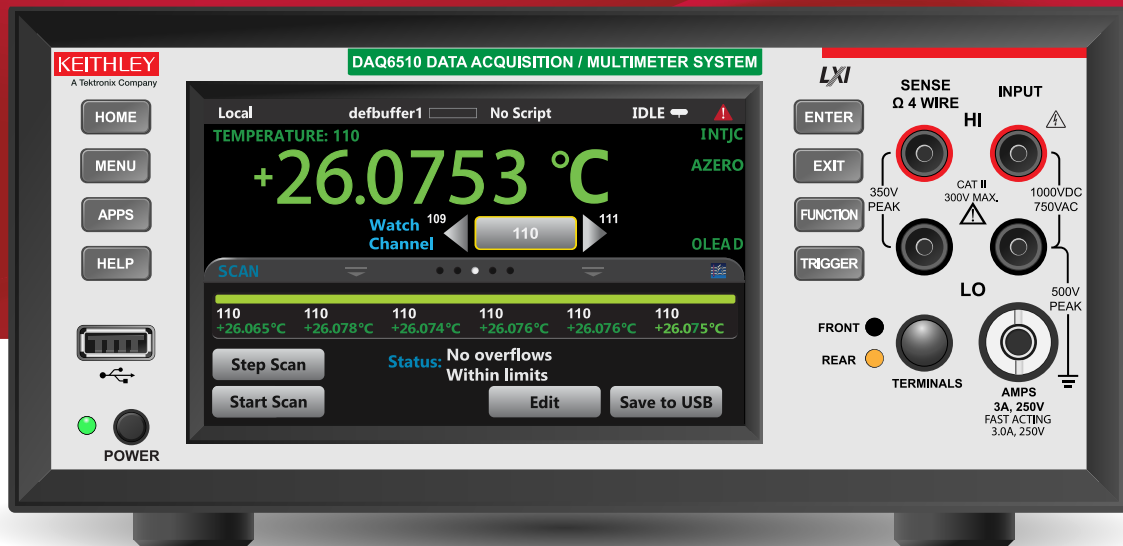 KEITHLEY
A Tektronix Company
DAQ6510 DATA ACQUISITION / MULTIMETER SYSTEM
HOME
MENU
APPS
HELP
POWER
Local defbuffer1 No Script IDLE
TEMPERATURE: 110 INTJC
+26.0753 °C AZERO
Watch Channel 109 110 111
OLEAD
SCAN
110 110 110 110 110 110
+26.065°C +26.078°C +26.074°C +26.076°C +26.076°C +26.075°C
Step Scan Status: No overflows
Within limits
Start Scan Edit Save to USB
LXI
ENTER
EXIT
FUNCTION
TRIGGER
SENSE
Ω 4 WIRE
INPUT
HI
350V
PEAK
CAT II
300V MAX.
1000VDC
750VAC
LO
500V
PEAK
FRONT
REAR
TERMINALS
AMPS
3A, 250V
FAST ACTING
3.0A, 250V